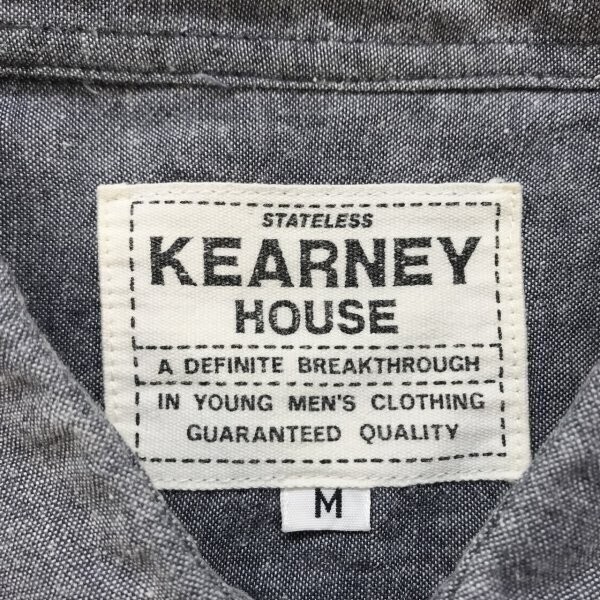 STATELESS
KEARNEY
HOUSE
A DEFINITE BREAKTHROUGH
IN YOUNG MEN'S CLOTHING
GUARANTEED QUALITY
M